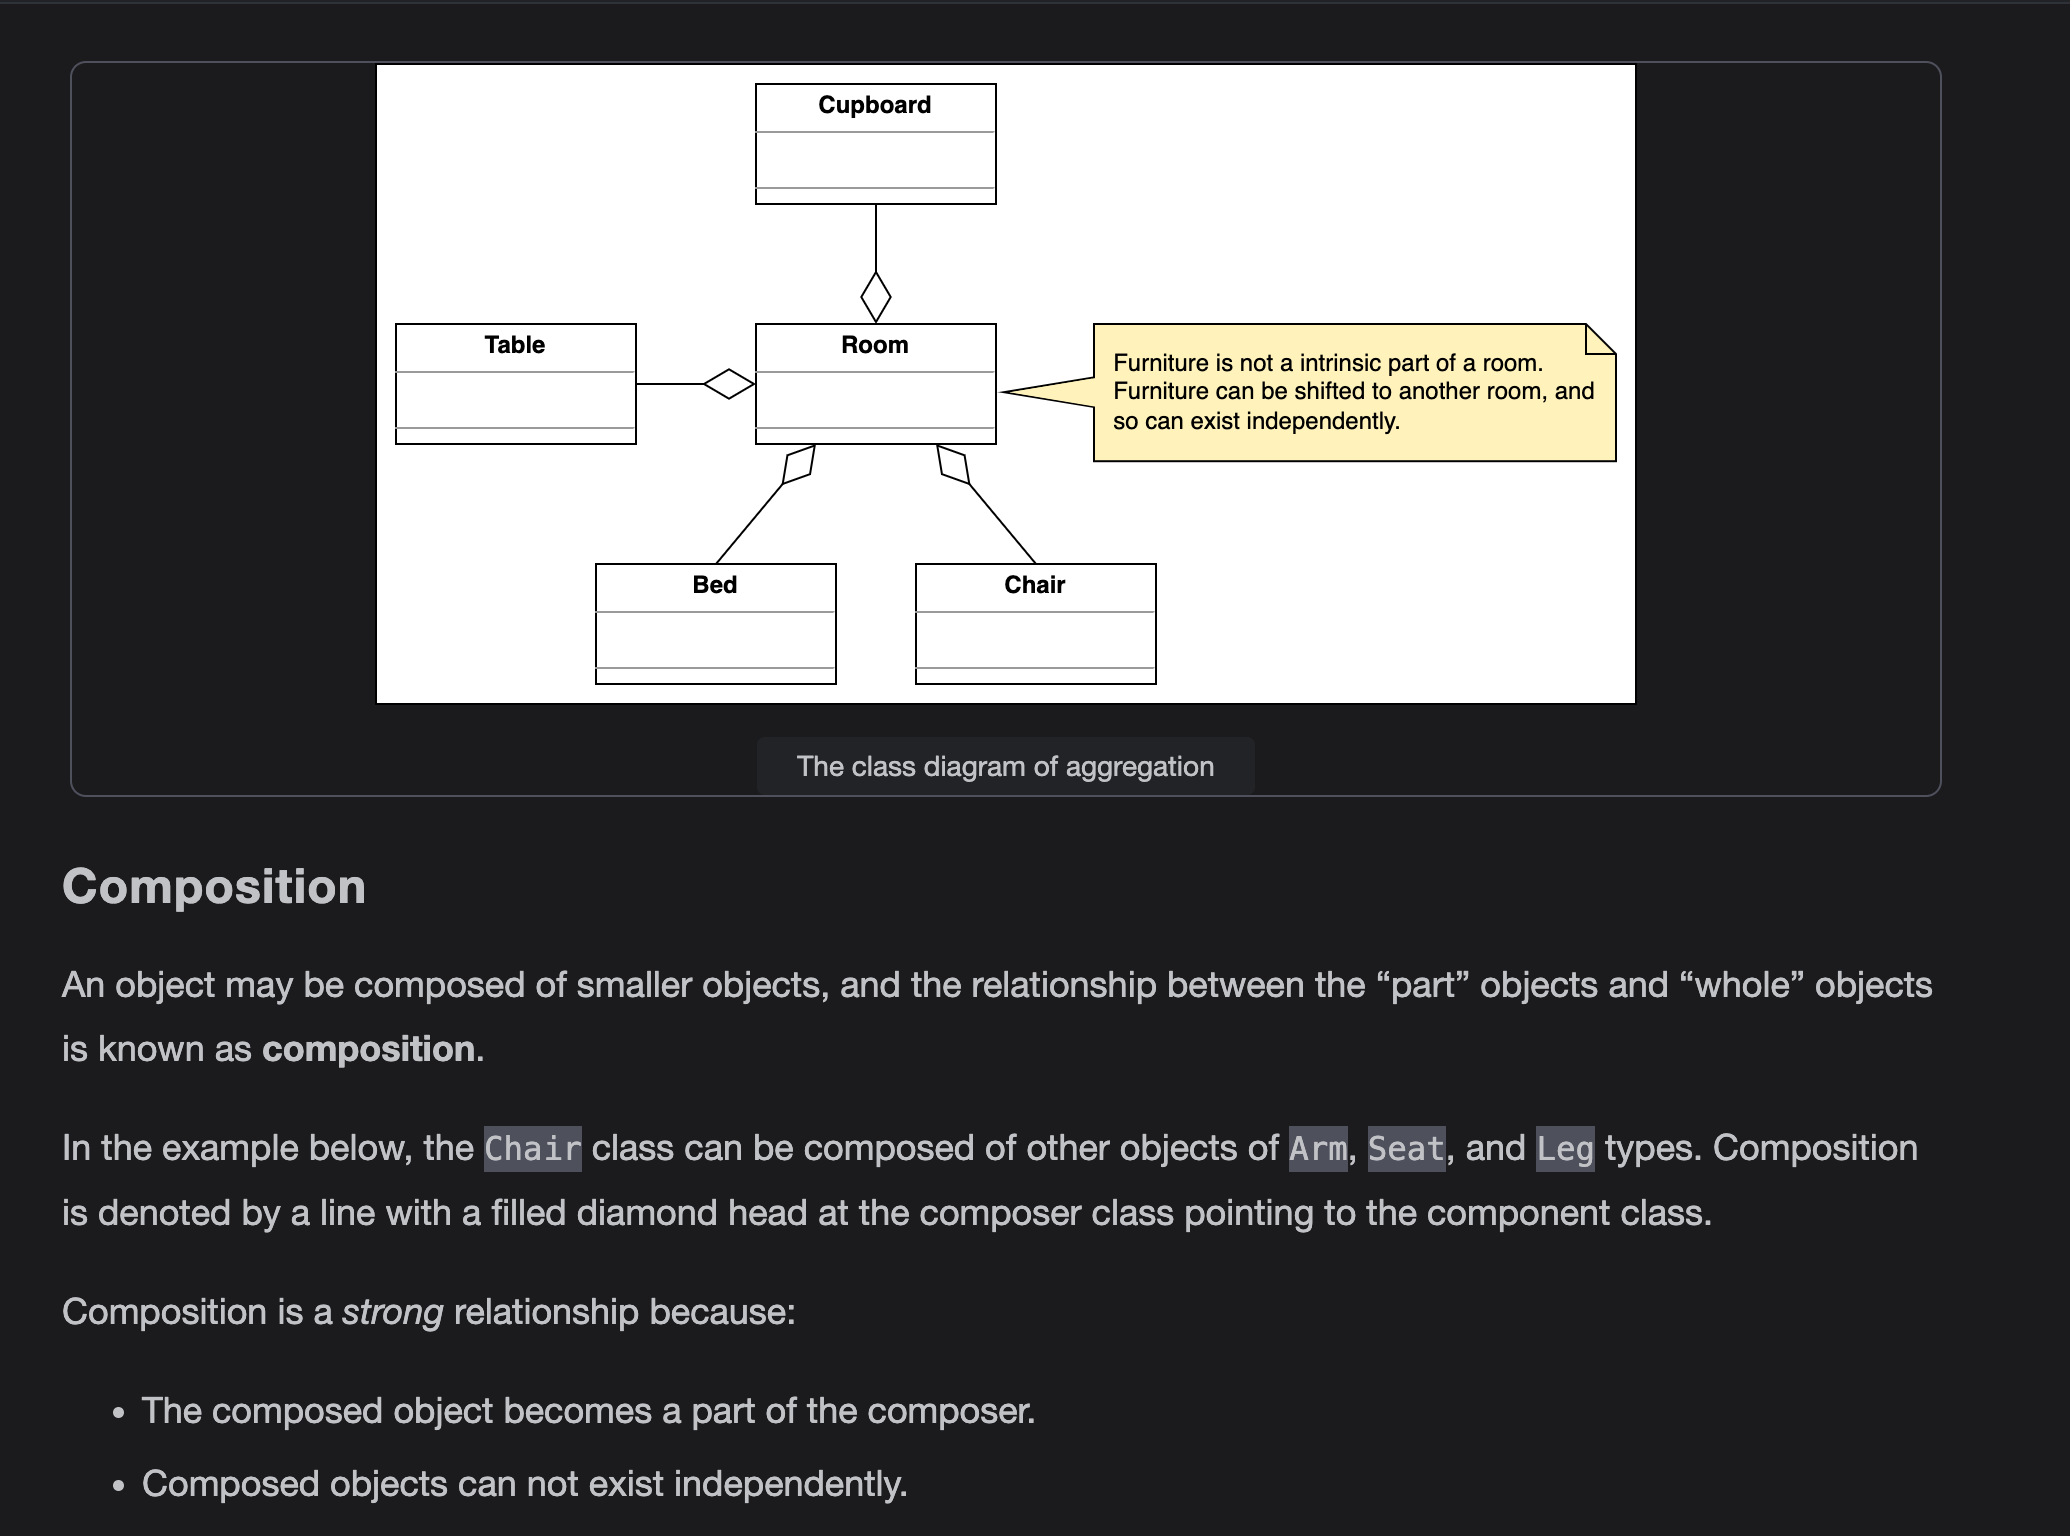 Cupboard
Table
Room
Furniture is not a intrinsic part of a room.
Furniture can be shifted to another room, and
so can exist independently.
Bed
Chair
The class diagram of aggregation
Composition
An object may be composed of smaller objects, and the relationship between the “part” objects and “whole” objects
is known as composition.
In the example below, the Chair class can be composed of other objects of Arm, Seat, and Leg types. Composition
is denoted by a line with a filled diamond head at the composer class pointing to the component class.
Composition is a strong relationship because:
• The composed object becomes a part of the composer.
• Composed objects can not exist independently.